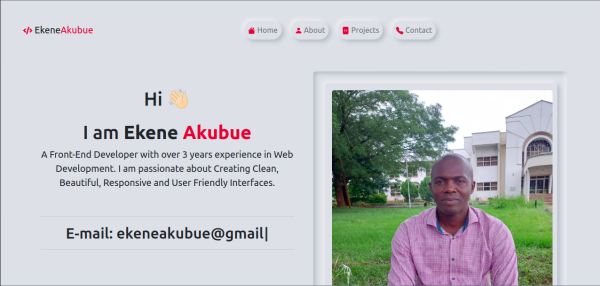 </> EkeneAkubue
Home
About
Projects
Contact
Hi 👋
I am Ekene Akubue
A Front-End Developer with over 3 years experience in Web
Development. I am passionate about Creating Clean,
Beautiful, Responsive and User Friendly Interfaces.
E-mail: ekeneakubue@gmail|